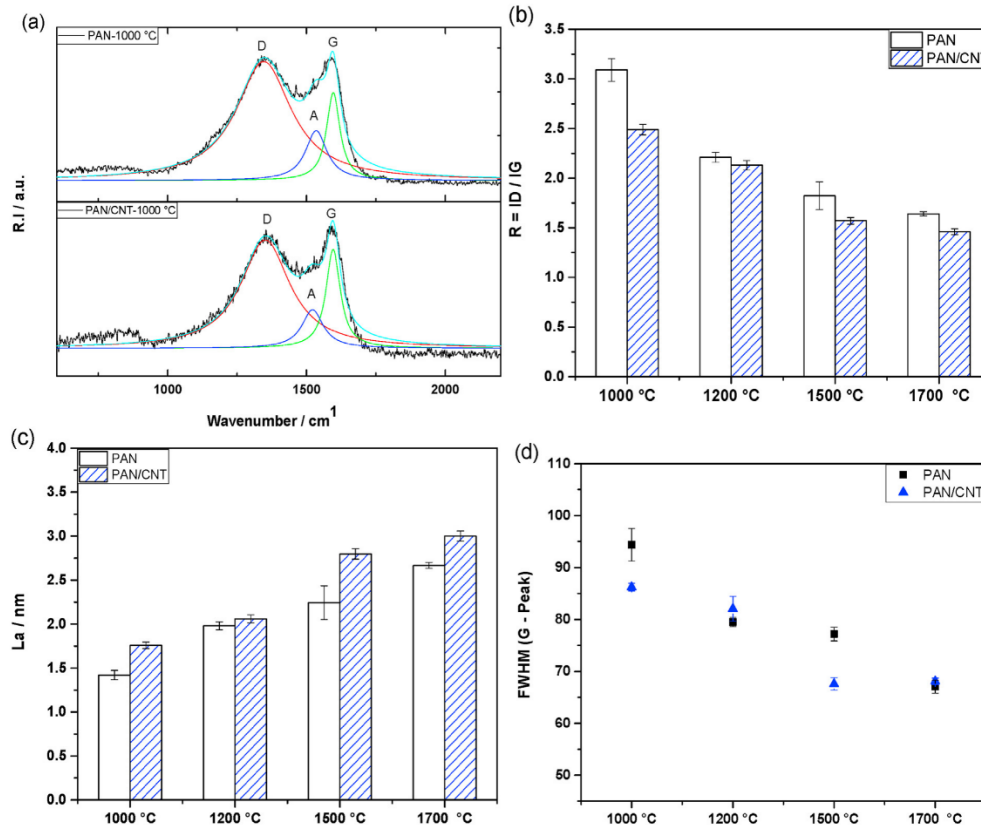 (a)
PAN-1000 °C
D
G
A
PAN/CNT-1000 °C
D
G
A
R.I / a.u.
1000 1500 2000
Wavenumber / cm1
(b)
PAN
PAN/CNT
R = ID / IG
3.5
3.0
2.5
2.0
1.5
1.0
0.5
0.0
1000 °C 1200 °C 1500 °C 1700 °C
(c)
PAN
PAN/CNT
La / nm
4.0
3.5
3.0
2.5
2.0
1.5
1.0
0.5
0.0
1000 °C 1200 °C 1500 °C 1700 °C
(d)
PAN
PAN/CNT
FWHM (G - Peak)
110
100
90
80
70
60
50
1000 °C 1200 °C 1500 °C 1700 °C